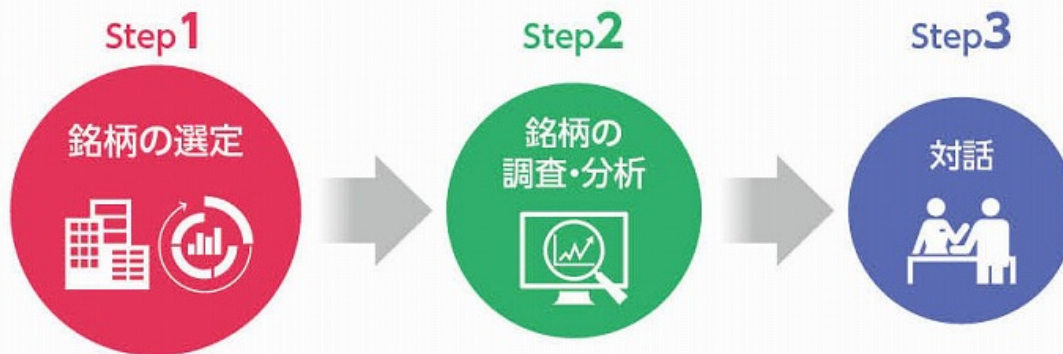 Step1
銘柄の選定
Step2
銘柄の
調査・分析
Step3
対話